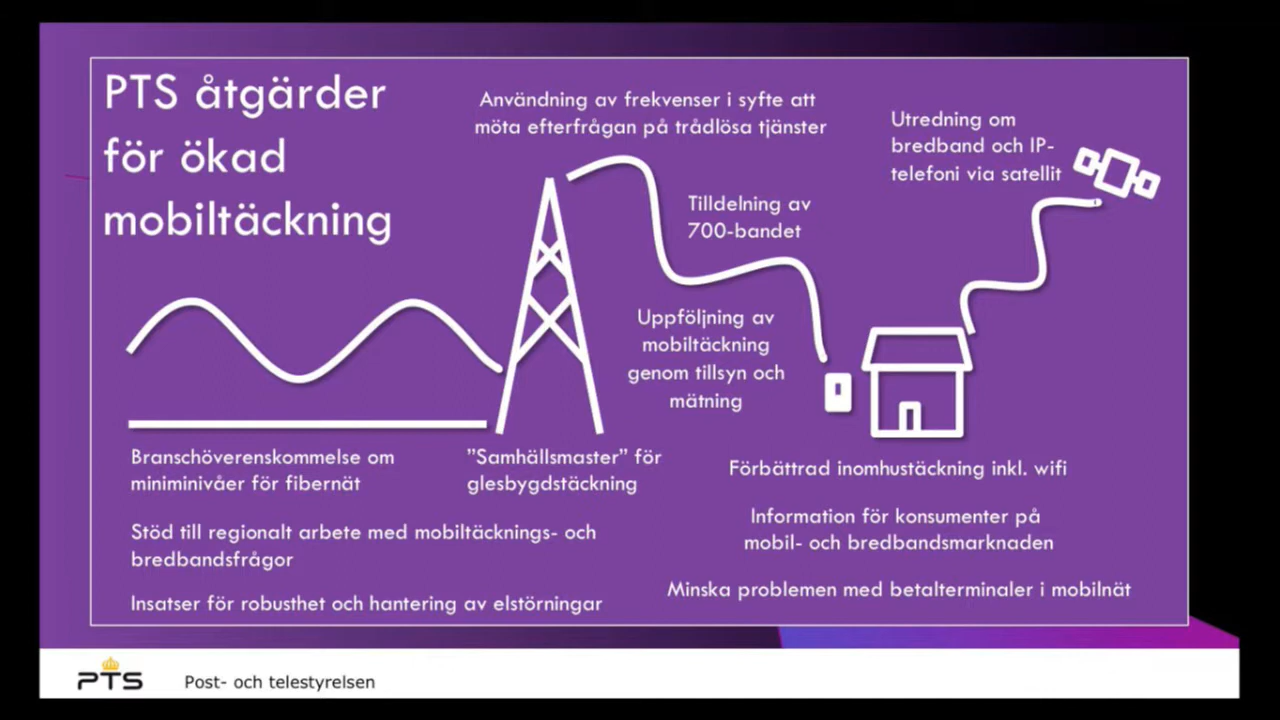 PTS åtgärder
för ökad
mobiltäckning
Användning av frekvenser i syfte att
möta efterfrågan på trådlösa tjänster
Utredning om
bredband och IP-
telefoni via satellit
Tilldelning av
700-bandet
Uppföljning av
mobiltäckning
genom tillsyn och
mätning
Branschöverenskommelse om
miniminivåer för fibernät
”Samhällsmaster” för
glesbygdstäckning
Förbättrad inomhustäckning inkl. wifi
Stöd till regionalt arbete med mobiltäcknings- och
bredbandsfrågor
Information för konsumenter på
mobil- och bredbandsmarknaden
Insatser för robusthet och hantering av elstörningar
Minska problemen med betalterminaler i mobilnät
PTS
Post- och telestyrelsen